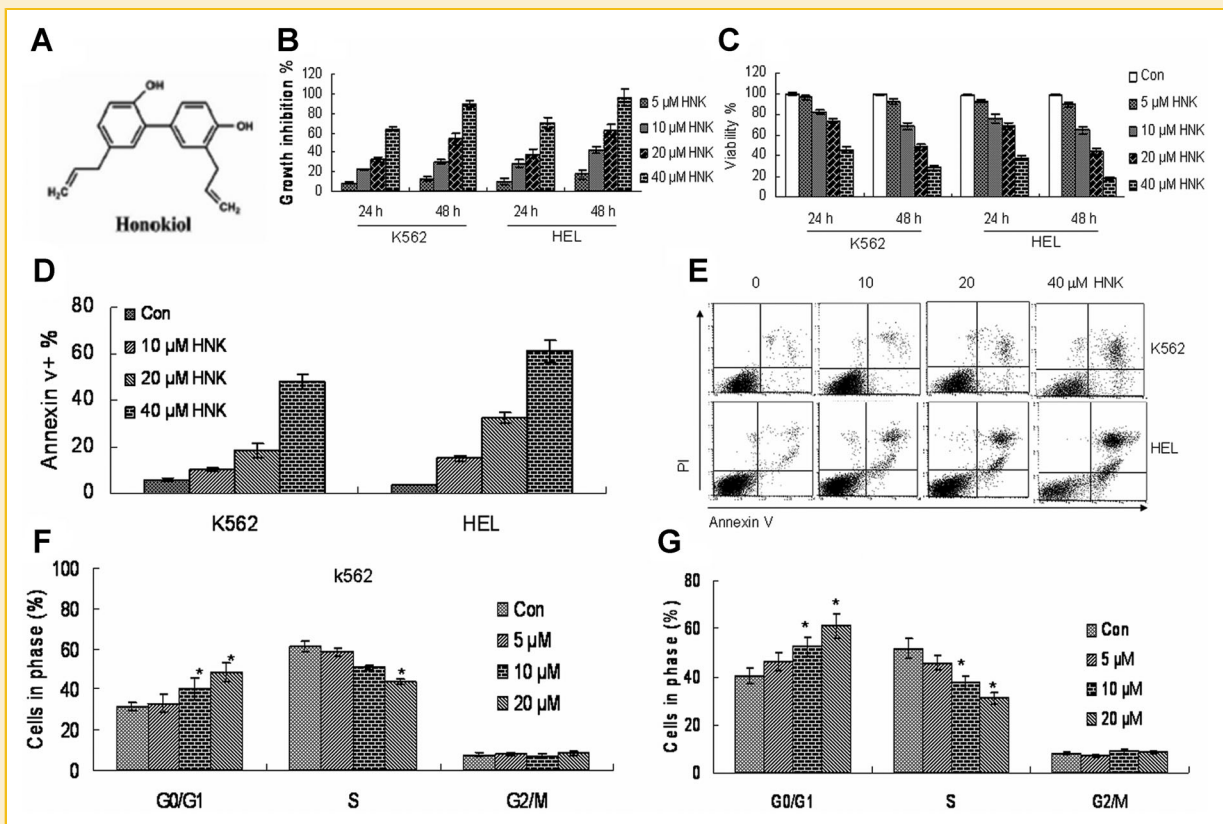 A
OH
OH
H₂C
CH₂
Honokiol
B
Growth inhibition %
120
100
80
60
40
20
0
24 h
48 h
24 h
48 h
K562
HEL
5 µM HNK
10 µM HNK
20 µM HNK
40 µM HNK
C
Viability %
120
100
80
60
40
20
0
24 h
48 h
24 h
48 h
K562
HEL
Con
5 µM HNK
10 µM HNK
20 µM HNK
40 µM HNK
D
Annexin v+ %
80
60
40
20
0
Con
10 µM HNK
20 µM HNK
40 µM HNK
K562
HEL
E
0
10
20
40 µM HNK
K562
HEL
PI
Annexin V
F
k562
Cells in phase (%)
100
80
60
40
20
0
* * *
Con
5 µM
10 µM
20 µM
G0/G1
S
G2/M
G
Cells in phase (%)
80
60
40
20
0
* * * *
Con
5 µM
10 µM
20 µM
G0/G1
S
G2/M